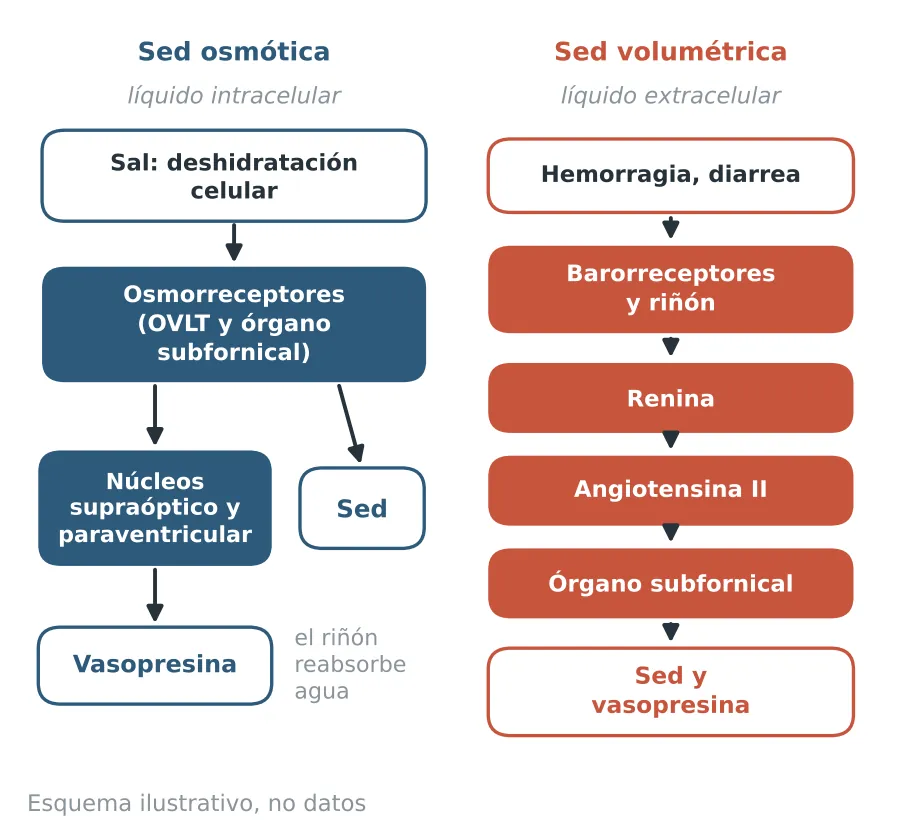 Sed osmótica
líquido intracelular
Sal: deshidratación
celular
Osmorreceptores
(OVLT y órgano
subfornical)
Núcleos
supraóptico y
paraventricular
Sed
Vasopresina
el riñón
reabsorbe
agua
Sed volumétrica
líquido extracelular
Hemorragia, diarrea
Barorreceptores
y riñón
Renina
Angiotensina II
Órgano subfornical
Sed y
vasopresina
Esquema ilustrativo, no datos